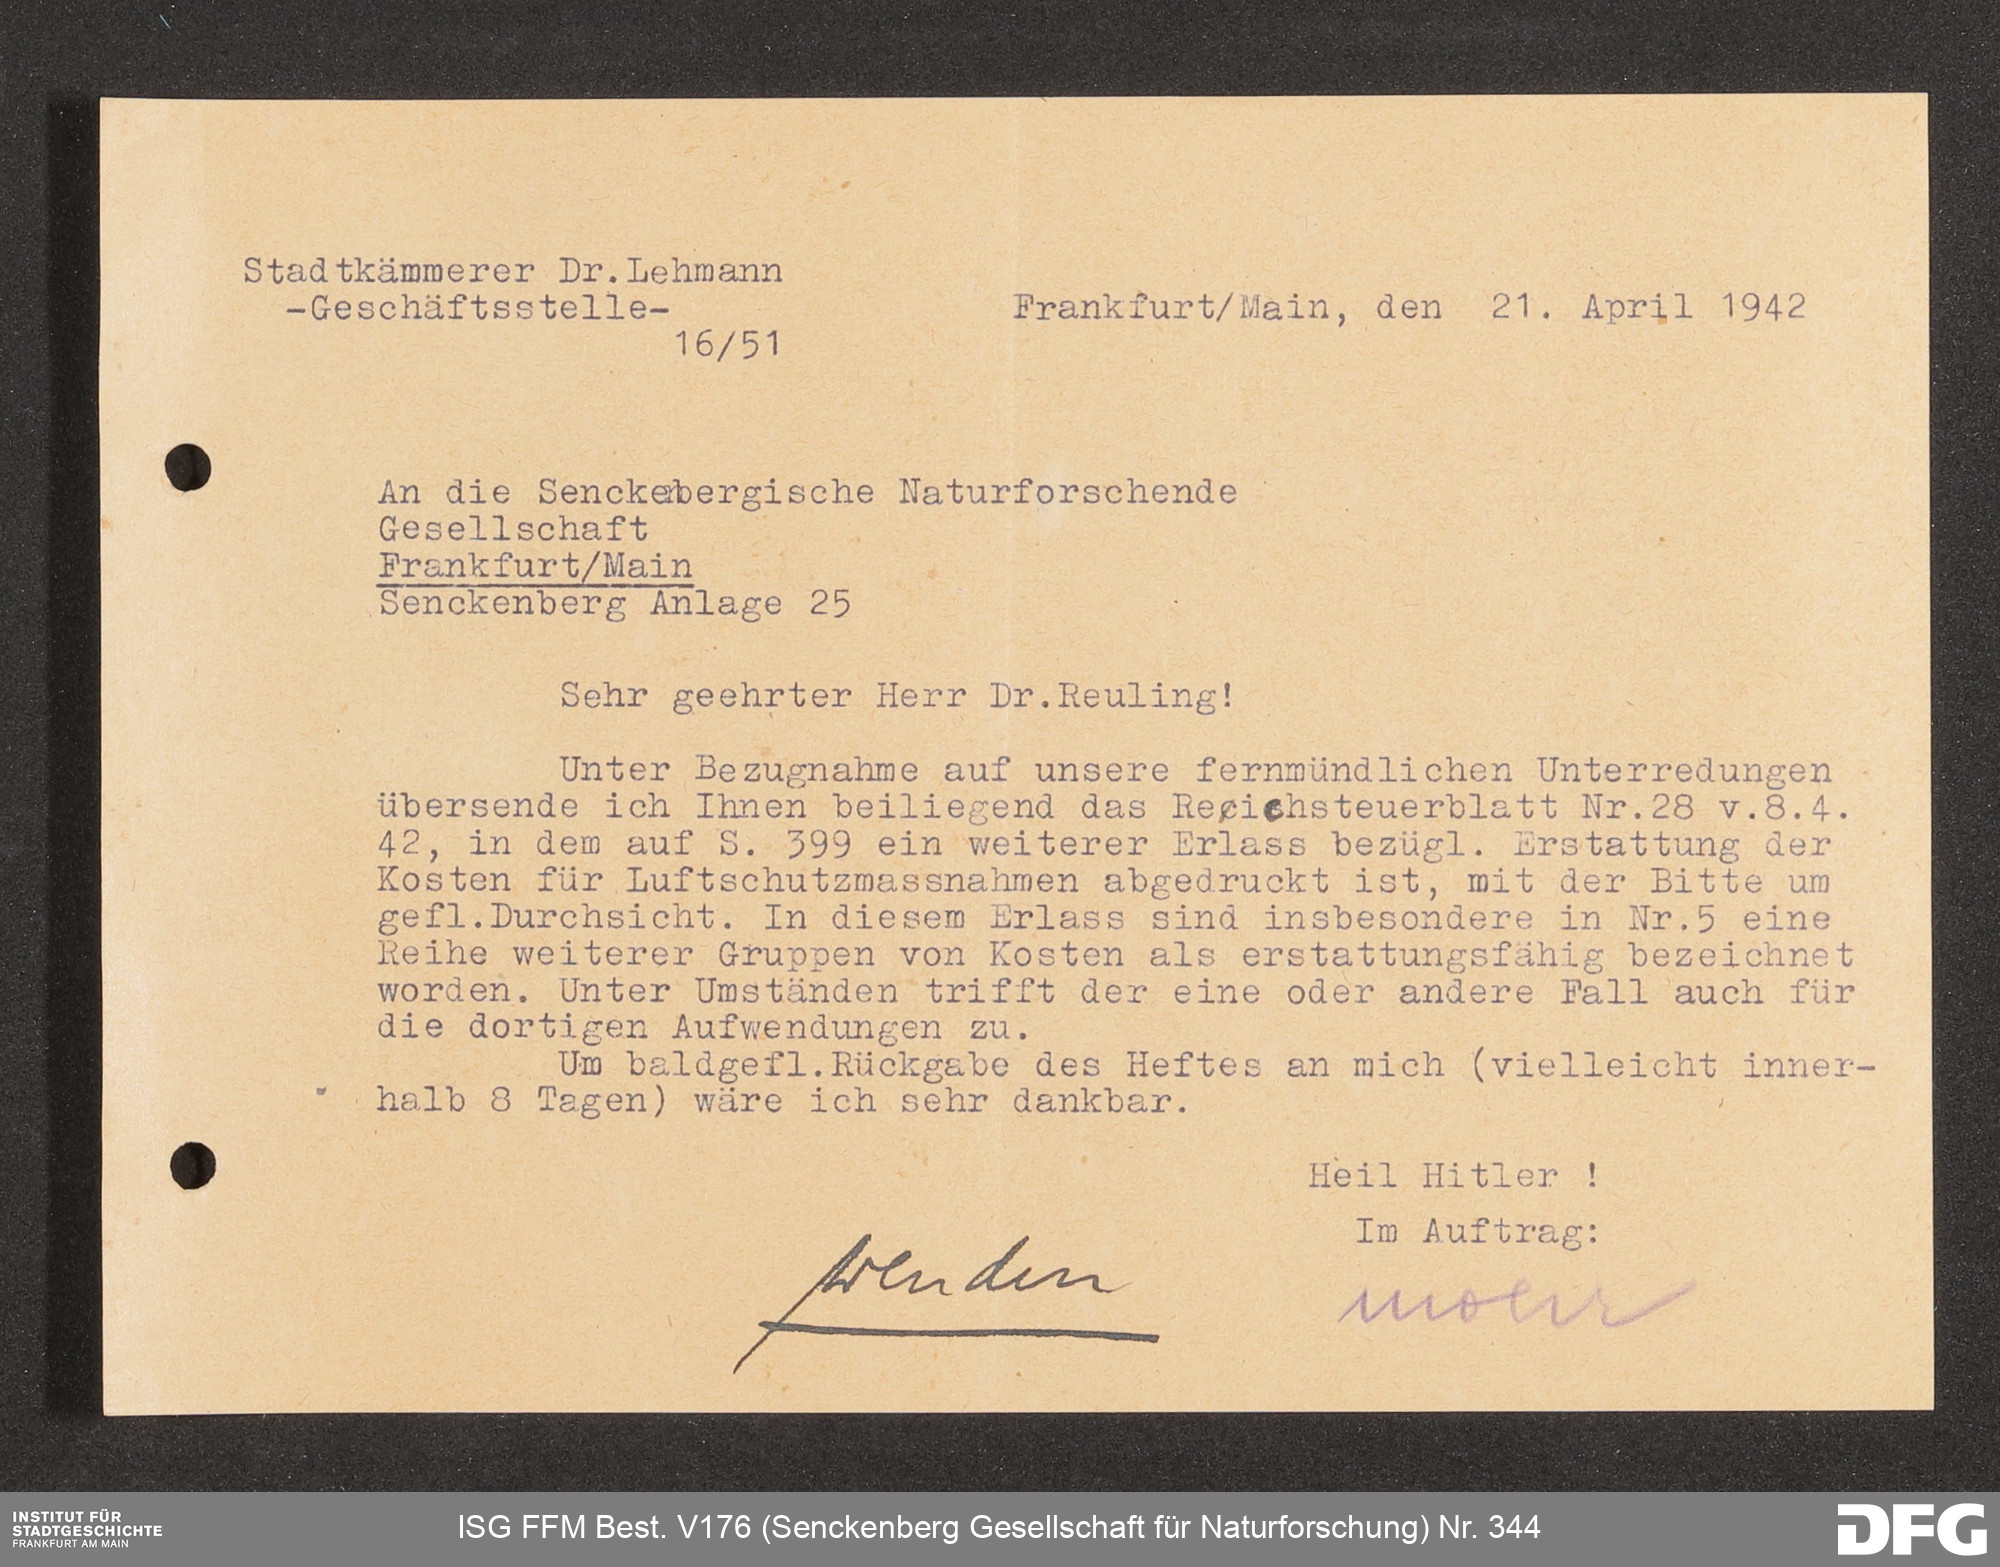 Stadtkämmerer Dr.Lehmann
-Geschäftsstelle-
16/51
Frankfurt/Main, den 21. April 1942
An die Senckenbergische Naturforschende
Gesellschaft
Frankfurt/Main
Senckenberg Anlage 25
Sehr geehrter Herr Dr.Reuling!
Unter Bezugnahme auf unsere fernmündlichen Unterredungen
übersende ich Ihnen beiliegend das Reichsteuerblatt Nr.28 v.8.4.
42, in dem auf S. 399 ein weiterer Erlass bezügl. Erstattung der
Kosten für Luftschutzmassnahmen abgedruckt ist, mit der Bitte um
gefl.Durchsicht. In diesem Erlass sind insbesondere in Nr.5 eine
Reihe weiterer Gruppen von Kosten als erstattungsfähig bezeichnet
worden. Unter Umständen trifft der eine oder andere Fall auch für
die dortigen Aufwendungen zu.
Um baldgefl.Rückgabe des Heftes an mich (vielleicht inner-
halb 8 Tagen) wäre ich sehr dankbar.
Heil Hitler !
Im Auftrag:
wenden
INSTITUT FÜR
STADTGESCHICHTE
FRANKFURT AM MAIN
ISG FFM Best. V176 (Senckenberg Gesellschaft für Naturforschung) Nr. 344
DFG